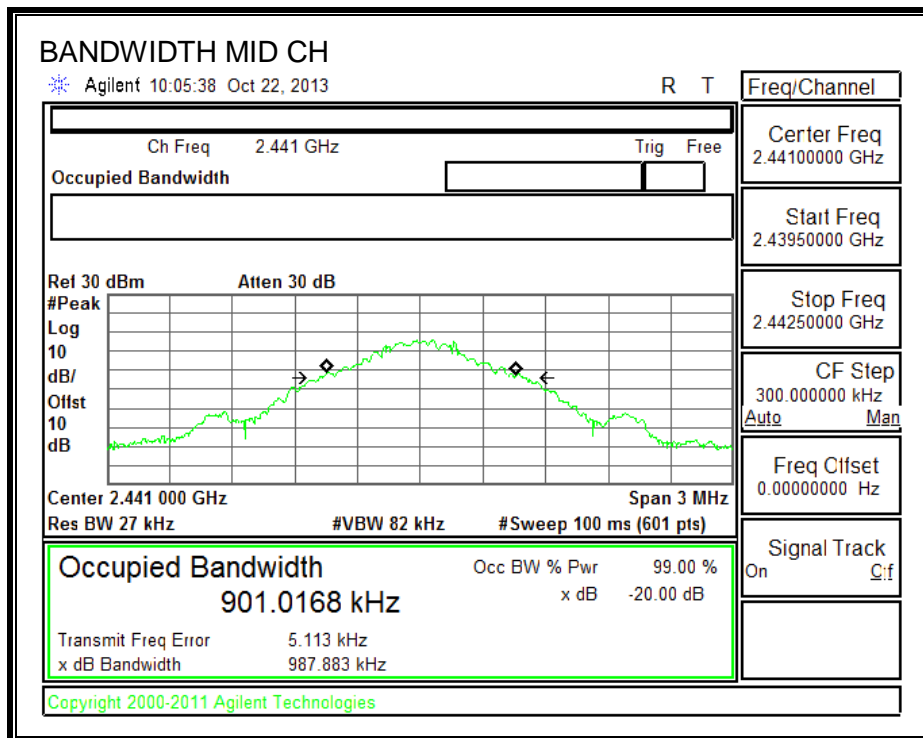 BANDWIDTH MID CH
Agilent 10:05:38 Oct 22, 2013 R T
Freq/Channel
Ch Freq 2.441 GHz Trig Free
Occupied Bandwidth
Center Freq
2.44100000 GHz
Start Freq
2.43950000 GHz
Stop Freq
2.44250000 GHz
CF Step
300.000000 kHz
Auto Man
Freq Offset
0.00000000 Hz
Signal Track
On Off
Ref 30 dBm Atten 30 dB
#Peak
Log
10
dB/
Offst
10
dB
Center 2.441 000 GHz Span 3 MHz
Res BW 27 kHz #VBW 82 kHz #Sweep 100 ms (601 pts)
Occupied Bandwidth Occ BW % Pwr 99.00 %
901.0168 kHz x dB -20.00 dB
Transmit Freq Error 5.113 kHz
x dB Bandwidth 987.883 kHz
Copyright 2000-2011 Agilent Technologies